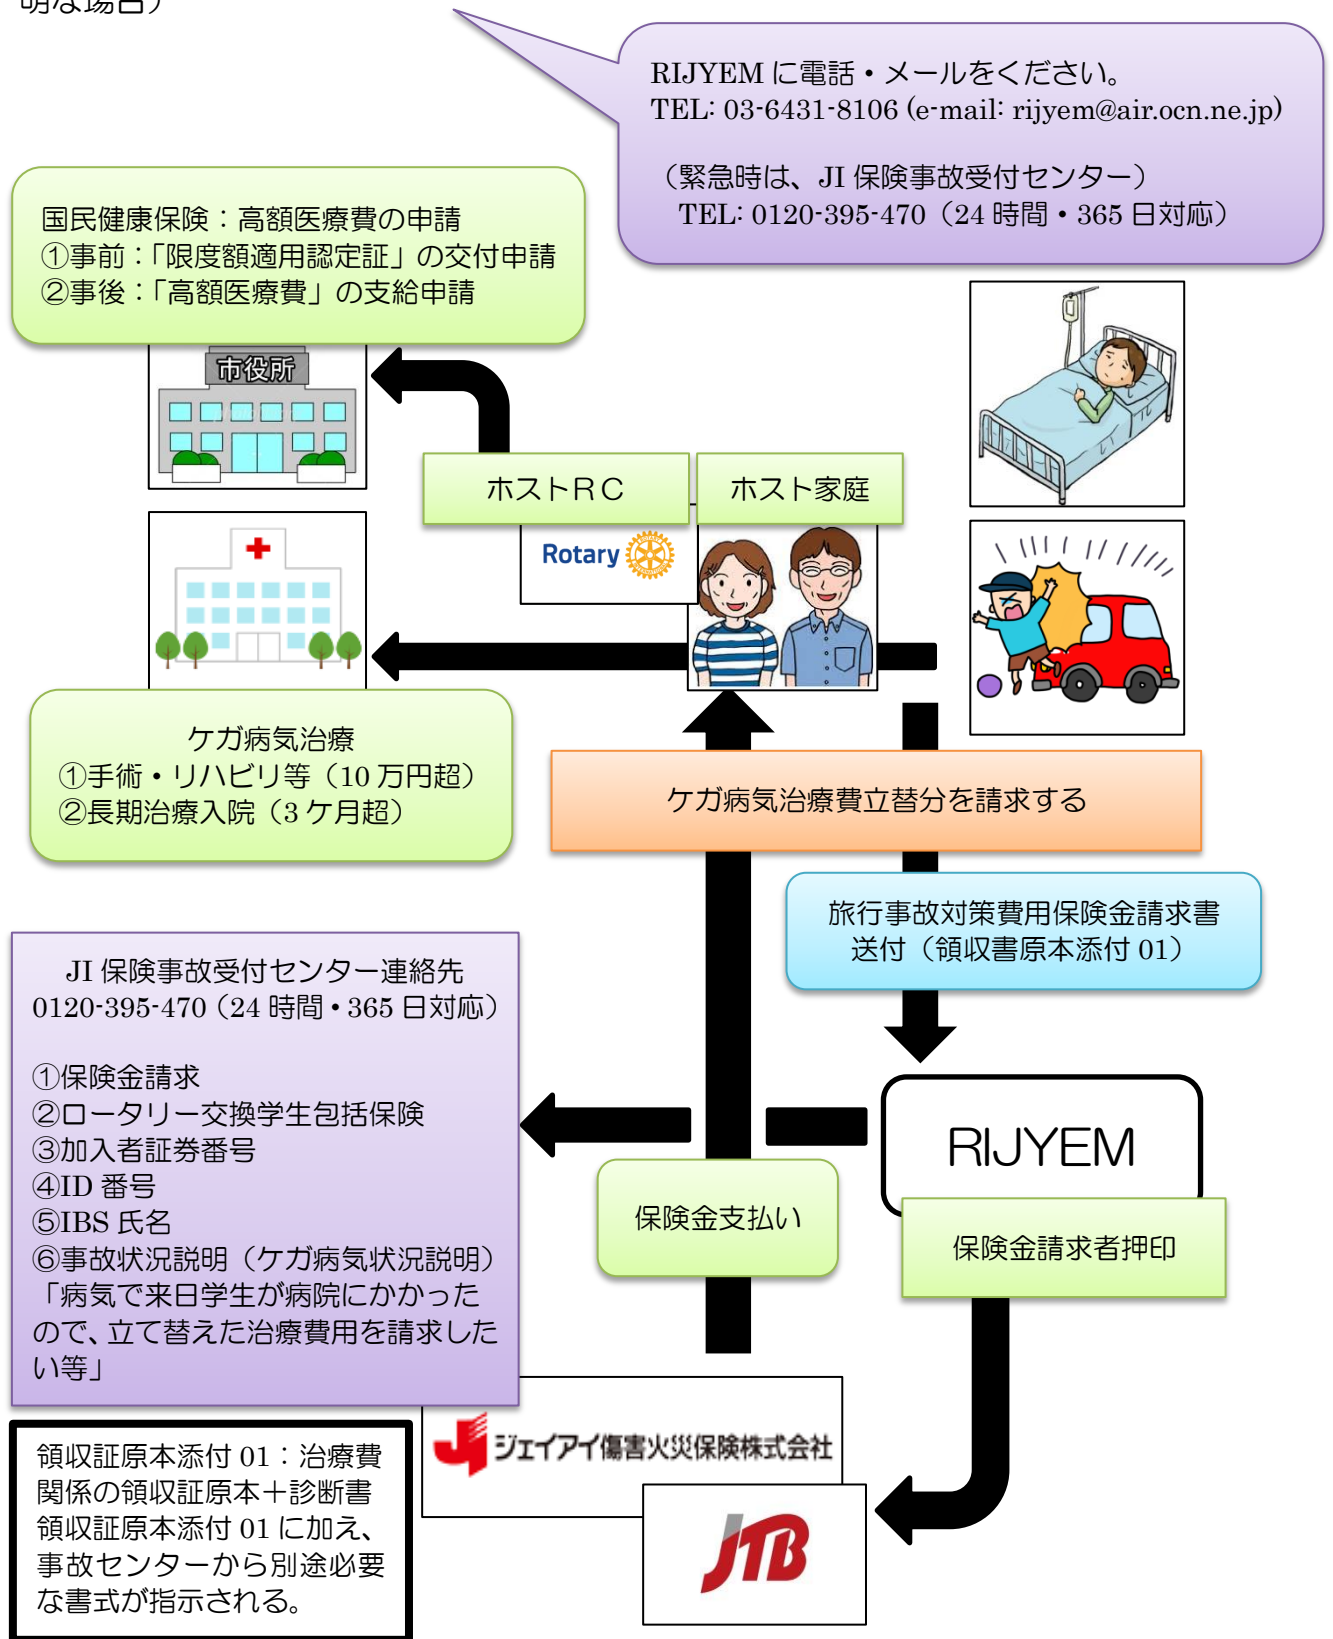 明な場合）
RIJYEM に電話・メールをください。
TEL: 03-6431-8106 (e-mail: rijyem@air.ocn.ne.jp)
（緊急時は、JI 保険事故受付センター）
TEL: 0120-395-470（24 時間・365 日対応）
国民健康保険：高額医療費の申請
①事前：「限度額適用認定証」の交付申請
②事後：「高額医療費」の支給申請
市役所
ホストＲＣ
ホスト家庭
Rotary
ケガ病気治療
①手術・リハビリ等（10 万円超）
②長期治療入院（3 ケ月超）
ケガ病気治療費立替分を請求する
旅行事故対策費用保険金請求書
送付（領収書原本添付 01）
JI 保険事故受付センター連絡先
0120-395-470（24 時間・365 日対応）
①保険金請求
②ロータリー交換学生包括保険
③加入者証券番号
④ID 番号
⑤IBS 氏名
⑥事故状況説明（ケガ病気状況説明）
「病気で来日学生が病院にかかった
ので、立て替えた治療費用を請求した
い等」
RIJYEM
保険金支払い
保険金請求者押印
ジェイアイ傷害火災保険株式会社
JTB
領収証原本添付 01：治療費
関係の領収証原本＋診断書
領収証原本添付 01 に加え、
事故センターから別途必要
な書式が指示される。